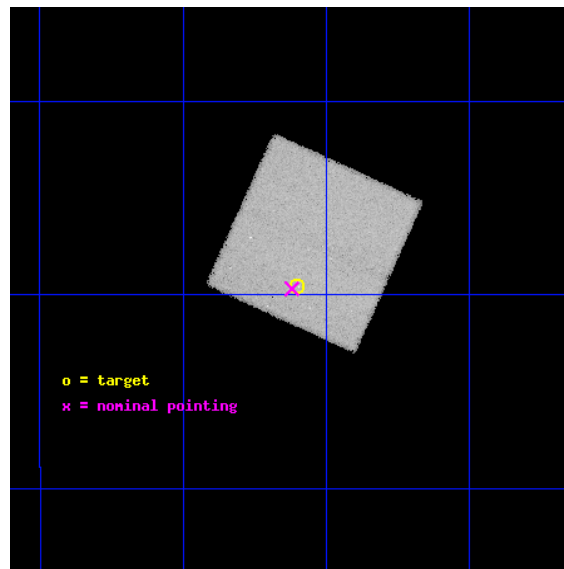 o = target
x = nominal pointing